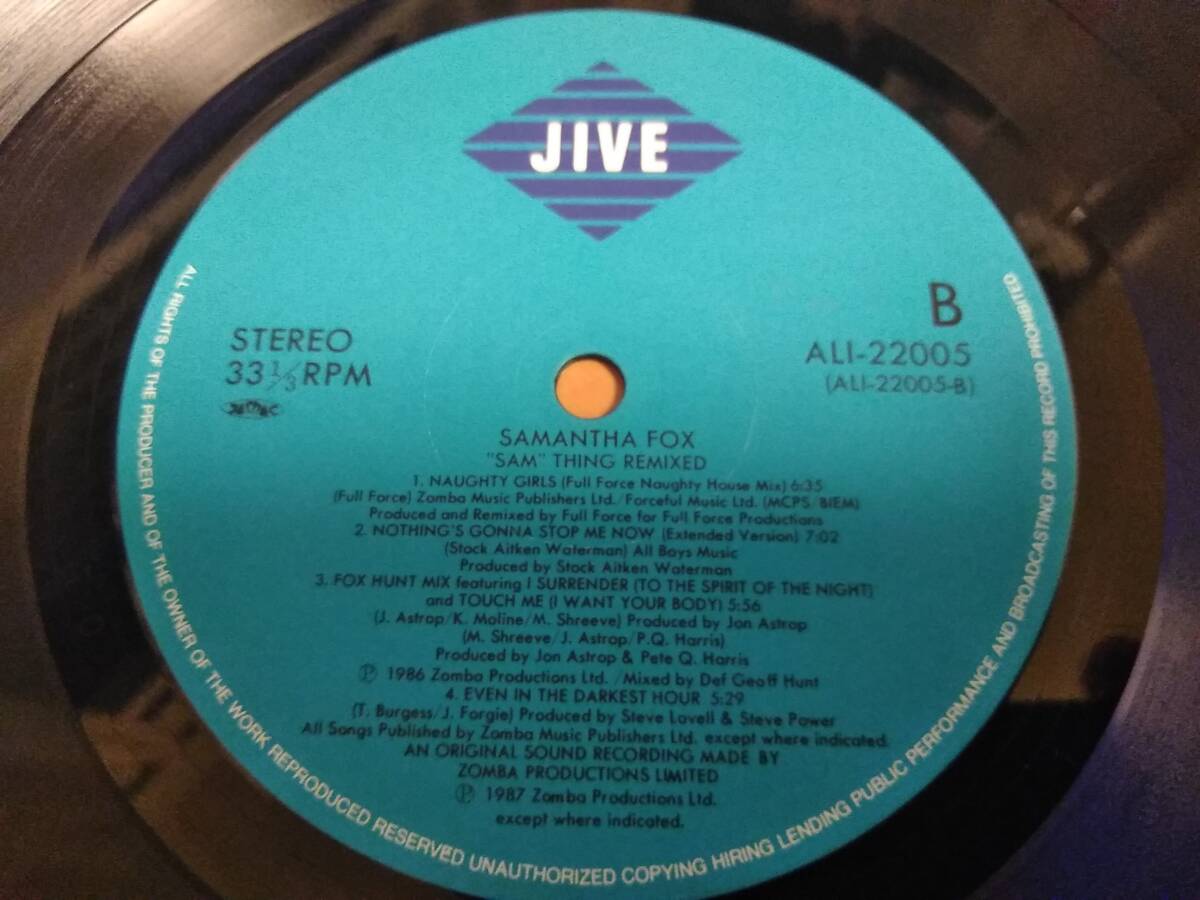 JIVE
STEREO
33 1/3 RPM
B
ALI-22005
(ALI-22005-B)
SAMANTHA FOX
"SAM" THING REMIXED
1. NAUGHTY GIRLS (Full Force Naughty House Mix) 6:35
(Full Force) Zomba Music Publishers Ltd./Forceful Music Ltd. (MCPS/BIEM)
Produced and Remixed by Full Force for Full Force Productions
2. NOTHING'S GONNA STOP ME NOW (Extended Version) 7:02
(Stock Aitken Waterman) All Boys Music
Produced by Stock Aitken Waterman
3. FOX HUNT MIX featuring I SURRENDER (TO THE SPIRIT OF THE NIGHT)
and TOUCH ME (I WANT YOUR BODY) 5:56
(J. Astrop/K. Moline/M. Shreeve) Produced by Jon Astrop
(M. Shreeve/J. Astrop/P.Q. Harris)
Produced by Jon Astrop & Pete Q. Harris
℗ 1986 Zomba Productions Ltd. /Mixed by Def Geoff Hunt
4. EVEN IN THE DARKEST HOUR 5:29
(T. Burgess/J. Forgie) Produced by Steve Lovell & Steve Power
All Songs Published by Zomba Music Publishers Ltd. except where indicated.
AN ORIGINAL SOUND RECORDING MADE BY
ZOMBA PRODUCTIONS LIMITED
℗ 1987 Zomba Productions Ltd.
except where indicated.
ALL RIGHTS OF THE PRODUCER AND OF THE OWNER OF THE WORK REPRODUCED RESERVED UNAUTHORIZED COPYING HIRING LENDING PUBLIC PERFORMANCE AND BROADCASTING OF THIS RECORD PROHIBITED